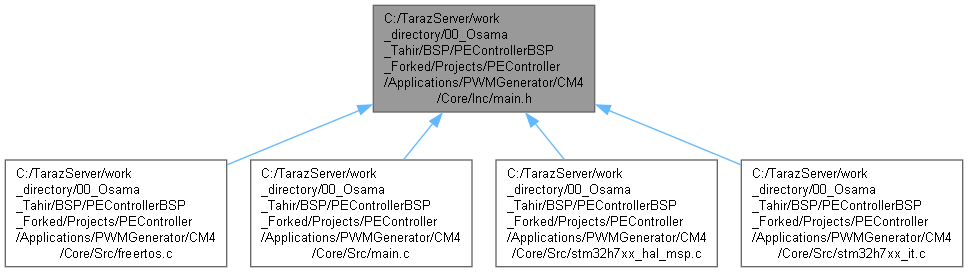 C:/TarazServer/work
_directory/00_Osama
_Tahir/BSP/PEControllerBSP
_Forked/Projects/PEController
/Applications/PWMGenerator/CM4
/Core/Inc/main.h
C:/TarazServer/work
_directory/00_Osama
_Tahir/BSP/PEControllerBSP
_Forked/Projects/PEController
/Applications/PWMGenerator/CM4
/Core/Src/freertos.c
C:/TarazServer/work
_directory/00_Osama
_Tahir/BSP/PEControllerBSP
_Forked/Projects/PEController
/Applications/PWMGenerator/CM4
/Core/Src/main.c
C:/TarazServer/work
_directory/00_Osama
_Tahir/BSP/PEControllerBSP
_Forked/Projects/PEController
/Applications/PWMGenerator/CM4
/Core/Src/stm32h7xx_hal_msp.c
C:/TarazServer/work
_directory/00_Osama
_Tahir/BSP/PEControllerBSP
_Forked/Projects/PEController
/Applications/PWMGenerator/CM4
/Core/Src/stm32h7xx_it.c